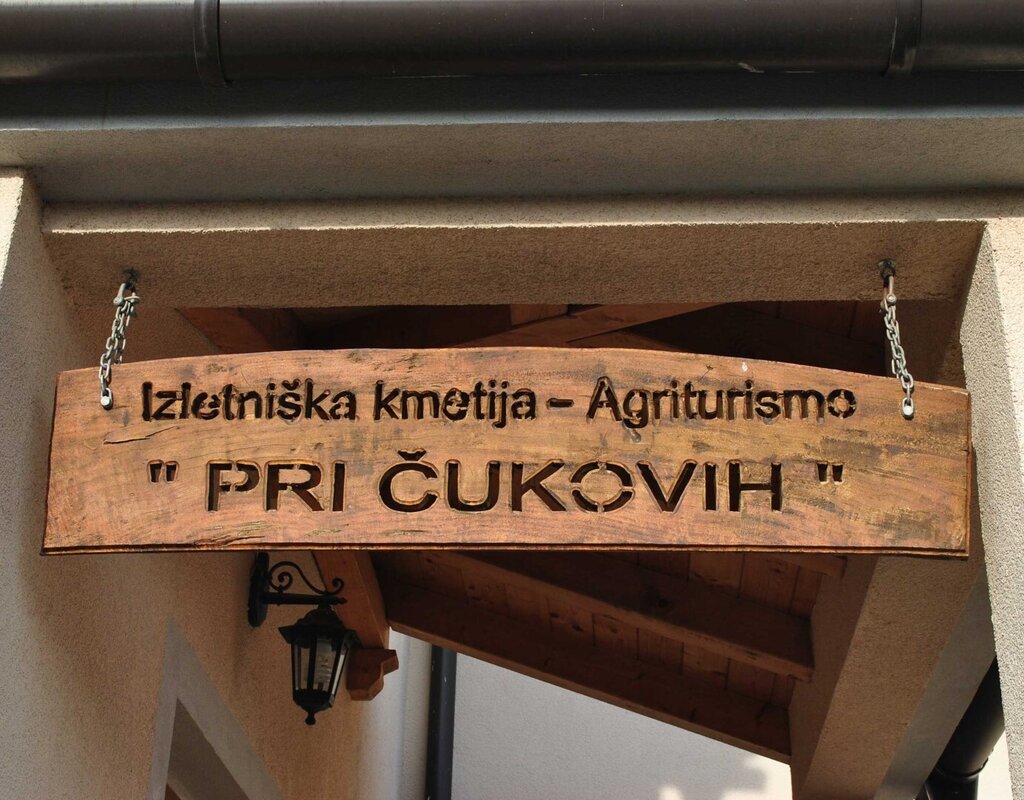 Izletniška kmetija – Agriturismo
" PRI ČUKOVIH "